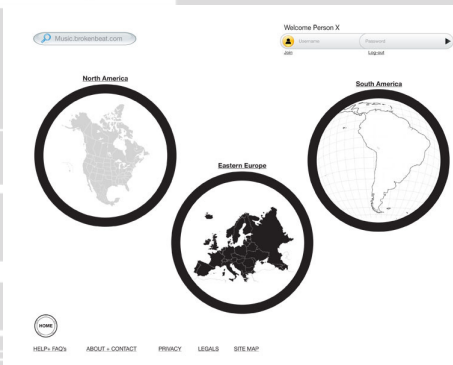 Welcome Person X
Music.brokenbeat.com
Username
Password
Join
Log out
North America
South America
Eastern Europe
HOME
HELP+ FAQ's
ABOUT + CONTACT
PRIVACY
LEGALS
SITE MAP